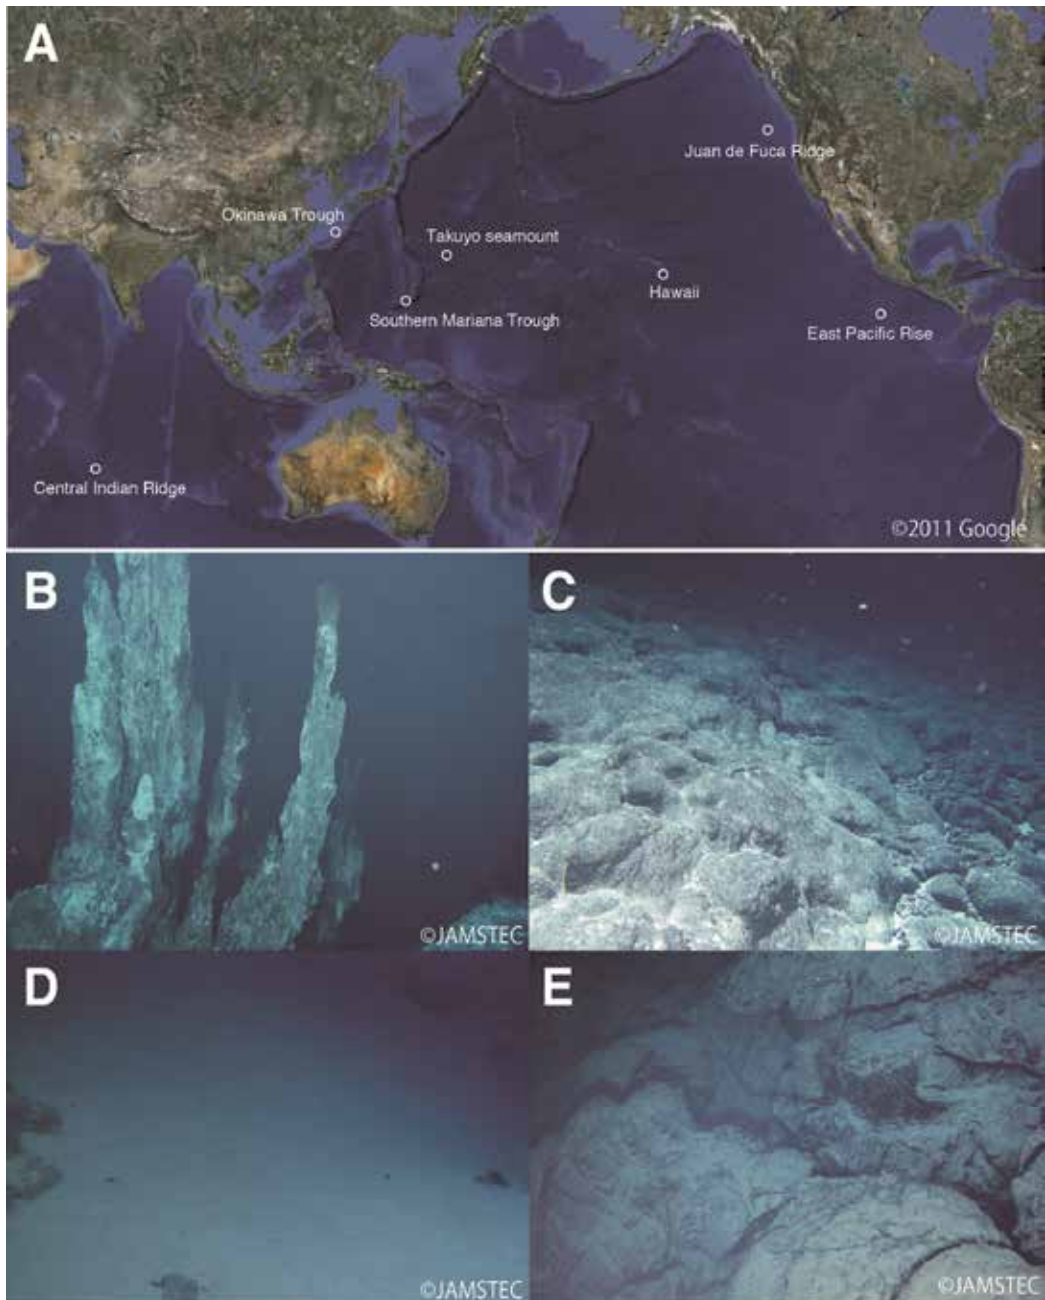 A
Juan de Fuca Ridge
Okinawa Trough
Takuyo seamount
Hawaii
Southern Mariana Trough
East Pacific Rise
Central Indian Ridge
©2011 Google
B
C
©JAMSTEC
©JAMSTEC
D
E
©JAMSTEC
©JAMSTEC